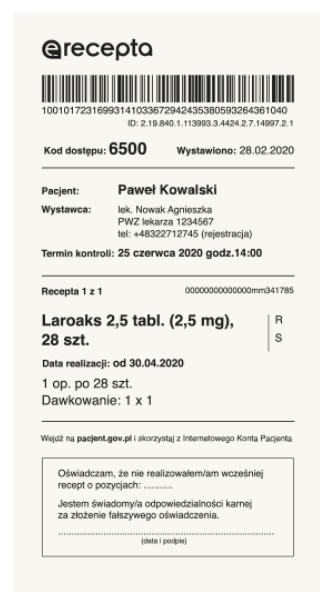 erecepta
10010172316993141033672942435380593264361040
ID: 2.19.840.1.113993.3.4424.2.7.14997.2.1
Kod dostępu: 6500 Wystawiono: 28.02.2020
Pacjent: Paweł Kowalski
Wystawca: lek. Nowak Agnieszka
PWZ lekarza 1234567
tel: +48322712745 (rejestracja)
Termin kontroli: 25 czerwca 2020 godz.14:00
Recepta 1 z 1 00000000000000mm341785
Laroaks 2,5 tabl. (2,5 mg), R
28 szt. S
Data realizacji: od 30.04.2020
1 op. po 28 szt.
Dawkowanie: 1 x 1
Wejdź na pacjent.gov.pl i skorzystaj z Internetowego Konta Pacjenta
Oświadczam, że nie realizowałem/am wcześniej
recept o pozycjach: ...........
Jestem świadomy/a odpowiedzialności karnej
za złożenie fałszywego oświadczenia.
(data i podpis)